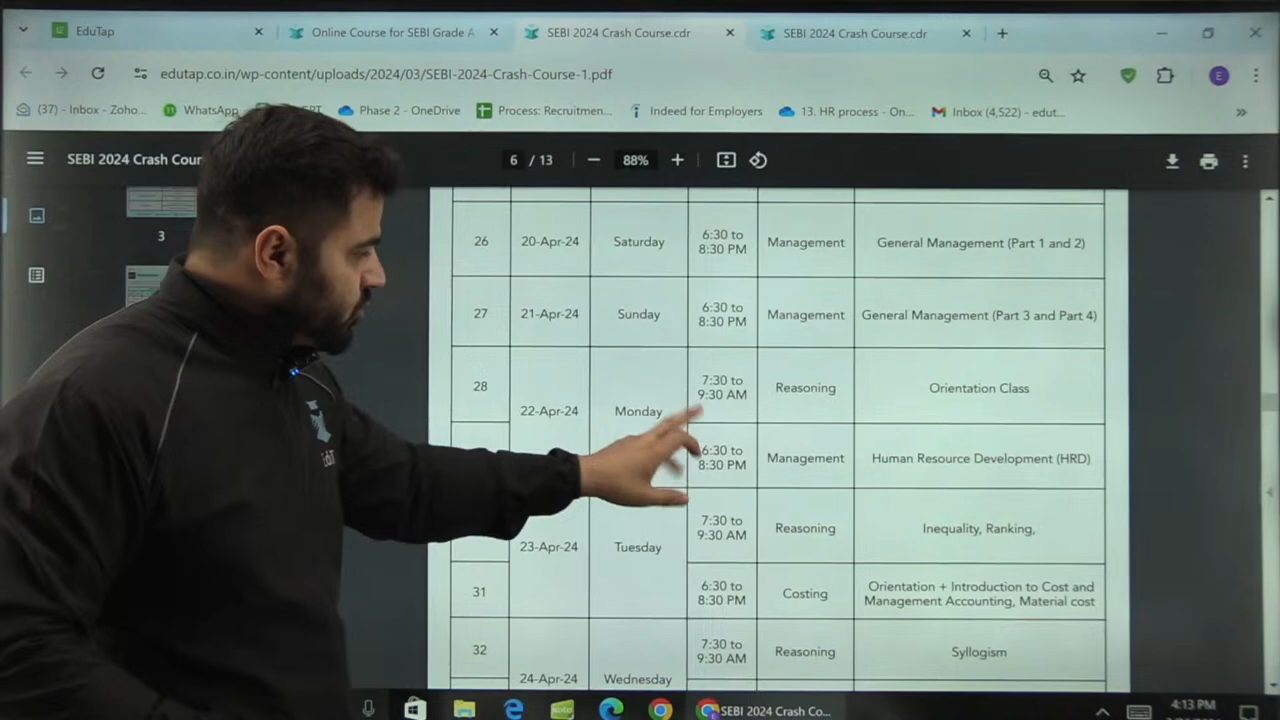 EduTap
Online Course for SEBI Grade A
SEBI 2024 Crash Course.cdr
SEBI 2024 Crash Course.cdr
edutap.co.in/wp-content/uploads/2024/03/SEBI-2024-Crash-Course-1.pdf
E
(37) - Inbox - Zoho...
WhatsApp
Phase 2 - OneDrive
Process: Recruitmen...
Indeed for Employers
13. HR process - On...
Inbox (4,522) - edut...
SEBI 2024 Crash Cour
6 / 13
88%
3
26
20-Apr-24
Saturday
6:30 to
8:30 PM
Management
General Management (Part 1 and 2)
27
21-Apr-24
Sunday
6:30 to
8:30 PM
Management
General Management (Part 3 and Part 4)
28
22-Apr-24
Monday
7:30 to
9:30 AM
Reasoning
Orientation Class
6:30 to
8:30 PM
Management
Human Resource Development (HRD)
23-Apr-24
Tuesday
7:30 to
9:30 AM
Reasoning
Inequality, Ranking,
31
6:30 to
8:30 PM
Costing
Orientation + Introduction to Cost and
Management Accounting, Material cost
32
24-Apr-24
Wednesday
7:30 to
9:30 AM
Reasoning
Syllogism
SEBI 2024 Crash Co...
4:13 PM